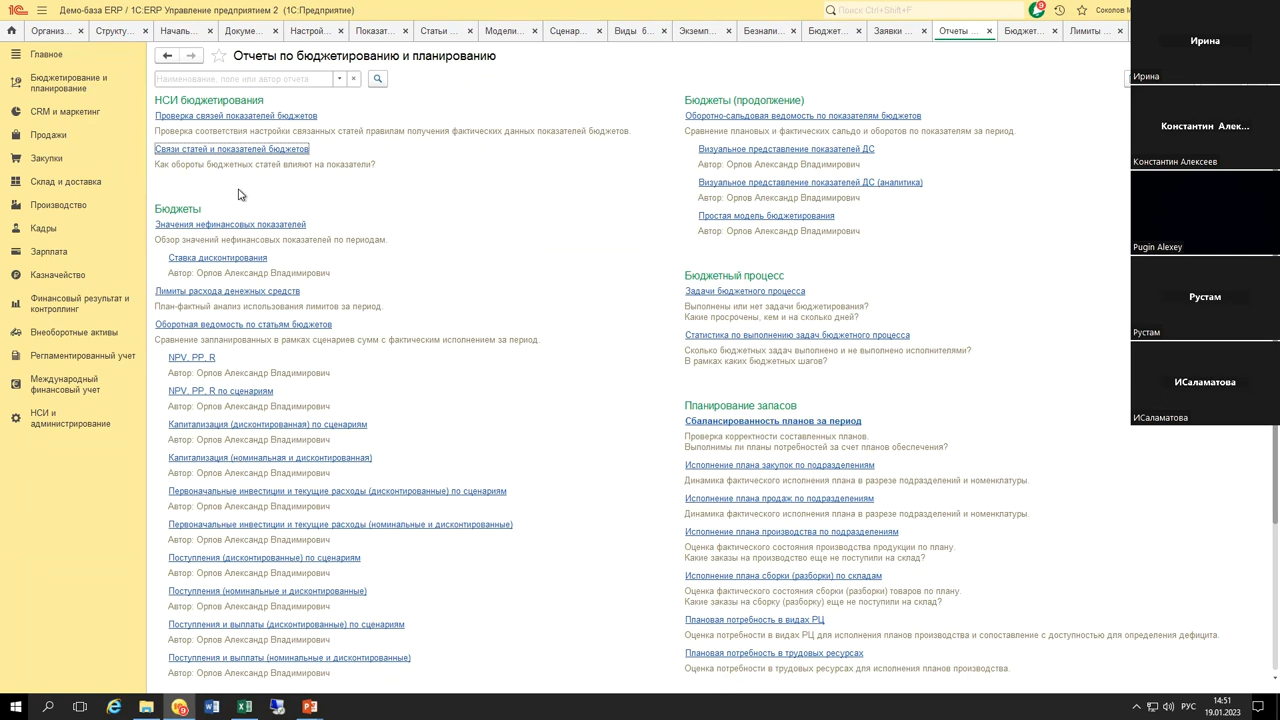 Демо-база ERP / 1С:ERP Управление предприятием 2 (1С:Предприятие)
Поиск Ctrl+Shift+F
Соколов М
Организ...
Структу...
Началь...
Докуме...
Настрой...
Показат...
Статьи ...
Модели...
Сценар...
Виды б...
Экземп...
Безнали...
Бюджет...
Заявки ...
Отчеты ...
Бюджет...
Лимиты ...
Главное
Бюджетирование и
планирование
CRM и маркетинг
Продажи
Закупки
Склад и доставка
Производство
Кадры
Зарплата
Казначейство
Финансовый результат и
контроллинг
Внеоборотные активы
Регламентированный учет
Международный
финансовый учет
НСИ и
администрирование
Отчеты по бюджетированию и планированию
Наименование, поле или автор отчета
НСИ бюджетирования
Проверка связей показателей бюджетов
Проверка соответствия настройки связанных статей правилам получения фактических данных показателей бюджетов.
Связи статей и показателей бюджетов
Как обороты бюджетных статей влияют на показатели?
Бюджеты
Значения нефинансовых показателей
Обзор значений нефинансовых показателей по периодам.
Ставка дисконтирования
Автор: Орлов Александр Владимирович
Лимиты расхода денежных средств
План-фактный анализ использования лимитов за период.
Оборотная ведомость по статьям бюджетов
Сравнение запланированных в рамках сценариев сумм с фактическим исполнением за период.
NPV, PP, R
Автор: Орлов Александр Владимирович
NPV, PP, R по сценариям
Автор: Орлов Александр Владимирович
Капитализация (дисконтированная) по сценариям
Автор: Орлов Александр Владимирович
Капитализация (номинальная и дисконтированная)
Автор: Орлов Александр Владимирович
Первоначальные инвестиции и текущие расходы (дисконтированные) по сценариям
Автор: Орлов Александр Владимирович
Первоначальные инвестиции и текущие расходы (номинальные и дисконтированные)
Автор: Орлов Александр Владимирович
Поступления (дисконтированные) по сценариям
Автор: Орлов Александр Владимирович
Поступления (номинальные и дисконтированные)
Автор: Орлов Александр Владимирович
Поступления и выплаты (дисконтированные) по сценариям
Автор: Орлов Александр Владимирович
Поступления и выплаты (номинальные и дисконтированные)
Автор: Орлов Александр Владимирович
Бюджеты (продолжение)
Оборотно-сальдовая ведомость по показателям бюджетов
Сравнение плановых и фактических сальдо и оборотов по показателям за период.
Визуальное представление показателей ДС
Автор: Орлов Александр Владимирович
Визуальное представление показателей ДС (аналитика)
Автор: Орлов Александр Владимирович
Простая модель бюджетирования
Автор: Орлов Александр Владимирович
Бюджетный процесс
Задачи бюджетного процесса
Выполнены или нет задачи бюджетирования?
Какие просрочены, кем и на сколько дней?
Статистика по выполнению задач бюджетного процесса
Сколько бюджетных задач выполнено и не выполнено исполнителями?
В рамках каких бюджетных шагов?
Планирование запасов
Сбалансированность планов за период
Проверка корректности составленных планов.
Выполнимы ли планы потребностей за счет планов обеспечения?
Исполнение плана закупок по подразделениям
Динамика фактического исполнения плана в разрезе подразделений и номенклатуры.
Исполнение плана продаж по подразделениям
Динамика фактического исполнения плана в разрезе подразделений и номенклатуры.
Исполнение плана производства по подразделениям
Оценка фактического состояния производства продукции по плану.
Какие заказы на производство еще не поступили на склад?
Исполнение плана сборки (разборки) по складам
Оценка фактического состояния сборки (разборки) товаров по плану.
Какие заказы на сборку (разборку) еще не поступили на склад?
Плановая потребность в видах РЦ
Оценка потребности в видах РЦ для исполнения планов производства и сопоставление с доступностью для определения дефицита.
Плановая потребность в трудовых ресурсах
Оценка потребности в трудовых ресурсах для исполнения планов производства.
Ирина
Ирина
Константин Алек...
Константин Алексеев
Pugin Alexey
Рустам
Рустам
ИСаламатова
ИСаламатова
РУС
14:51
19.01.2023